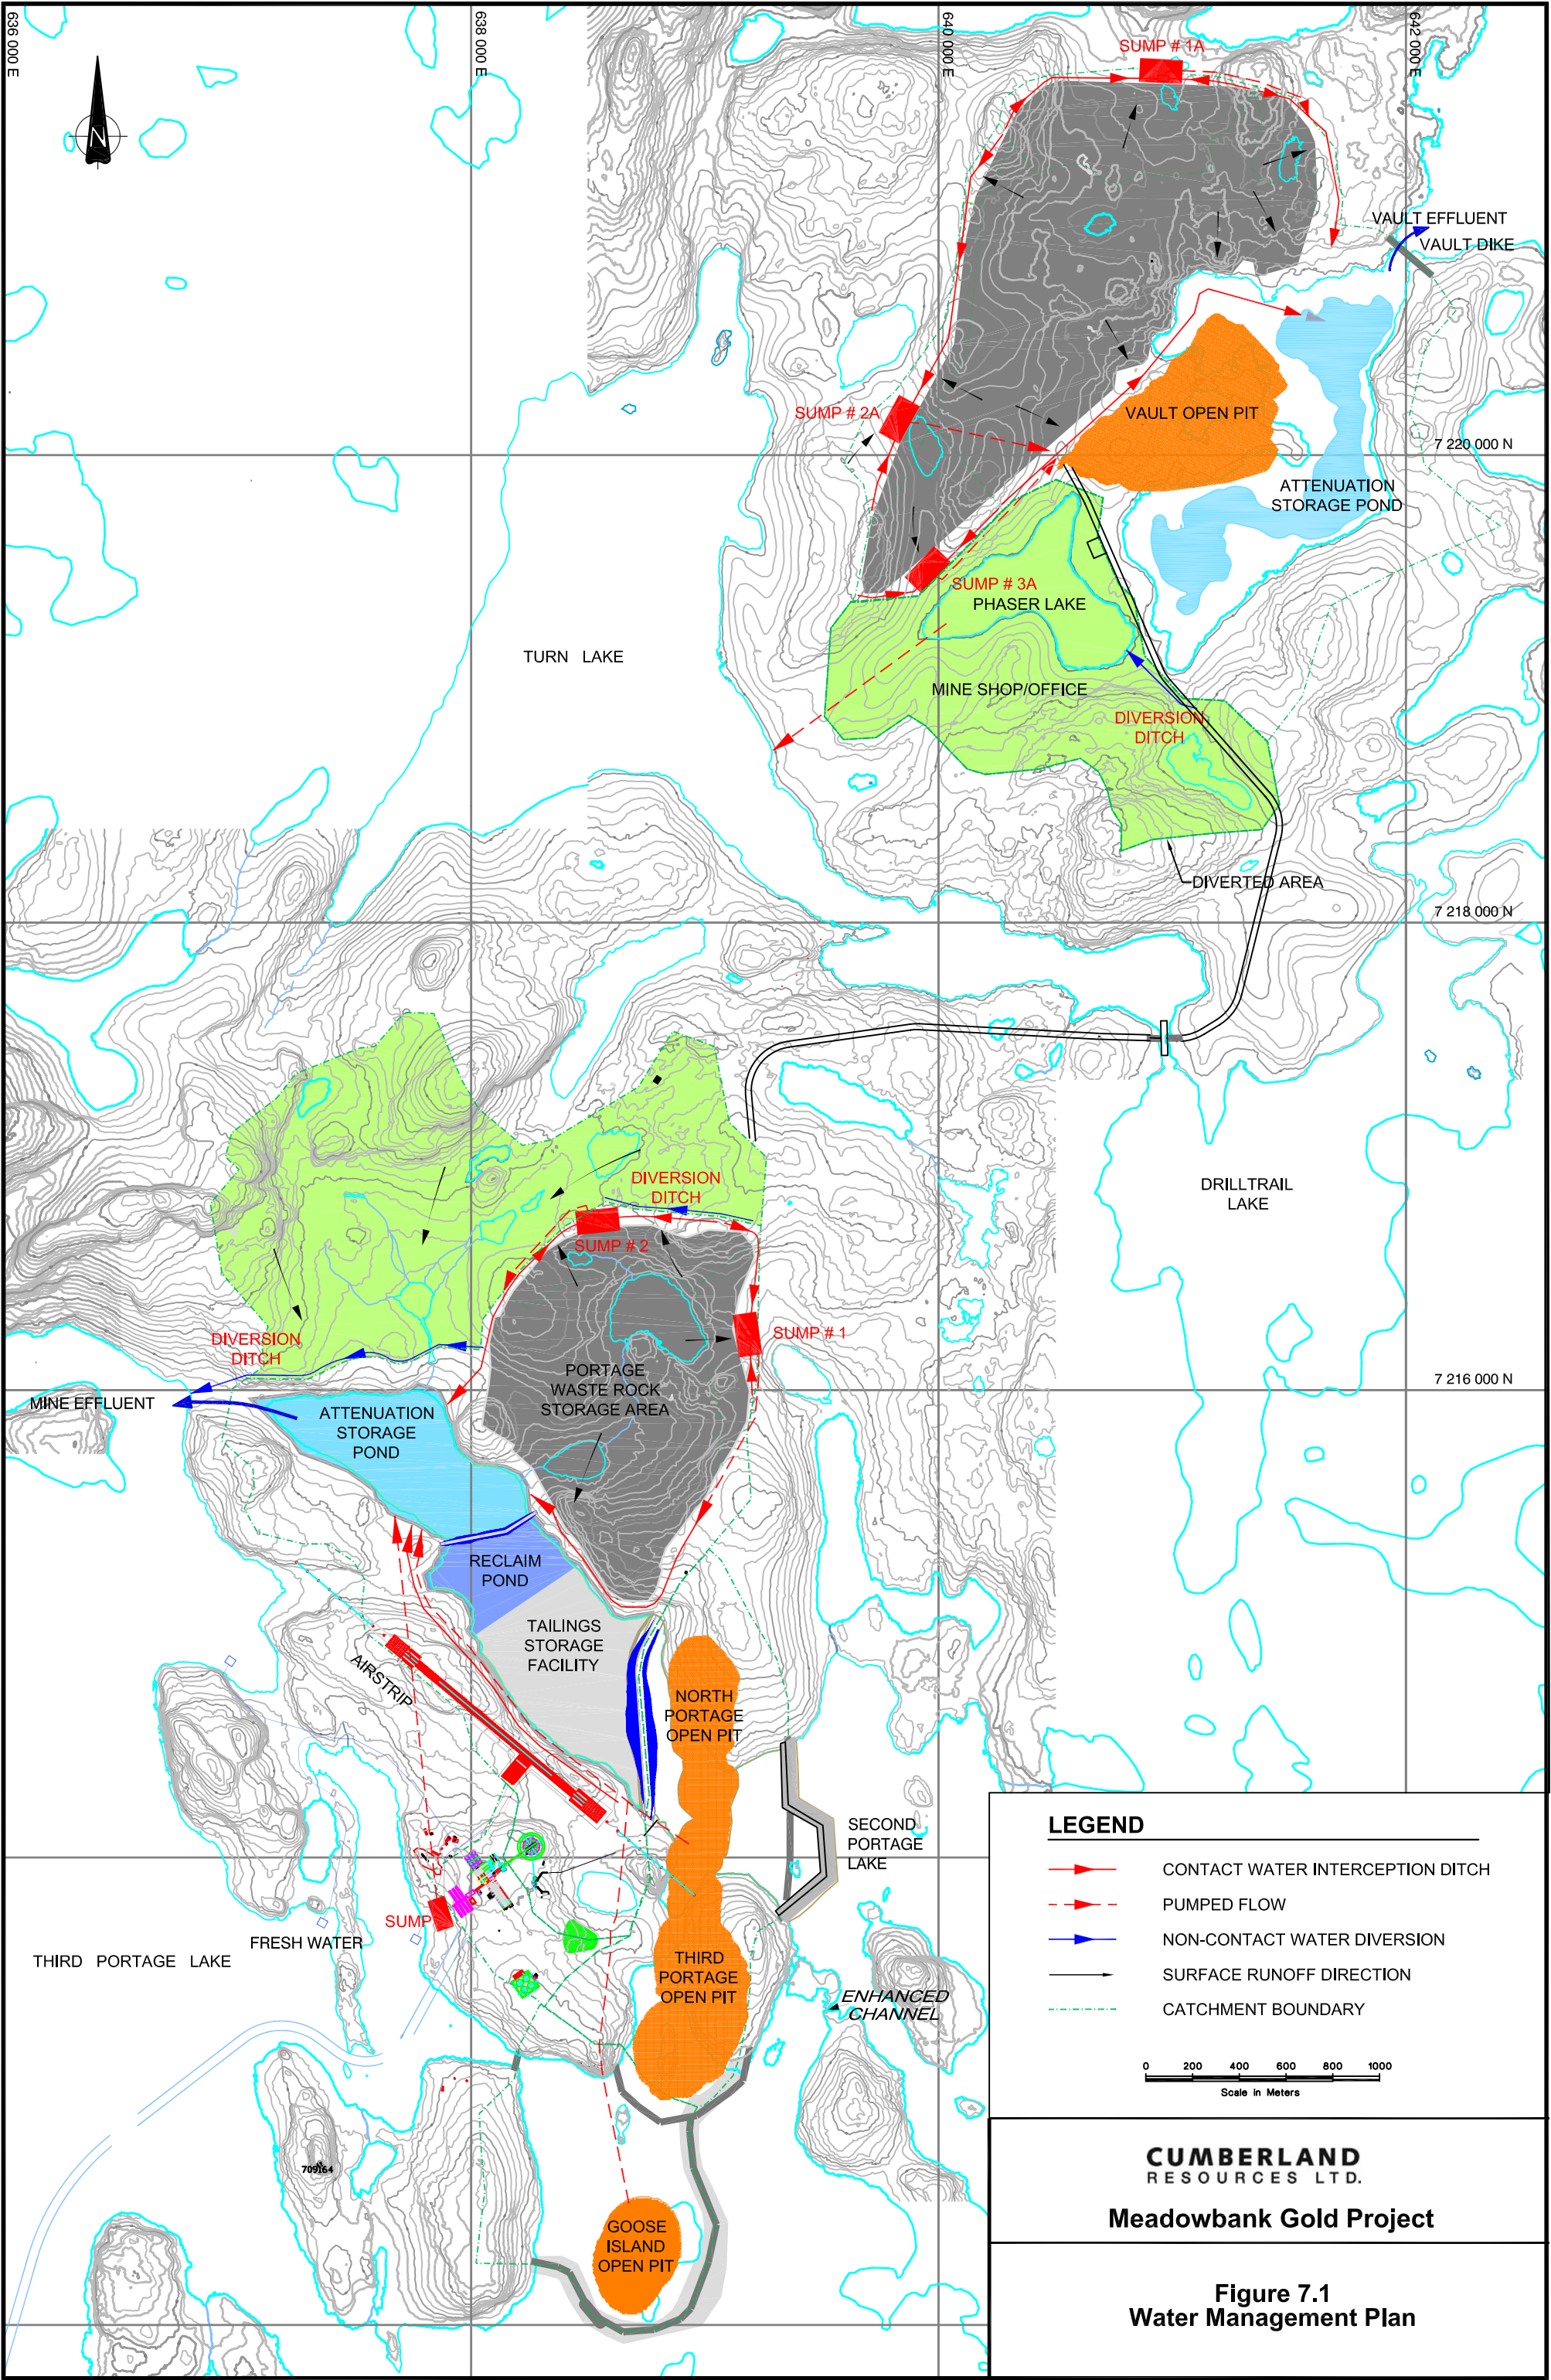 636 000 E
638 000 E
640 000 E
642 000 E
SUMP # 1A
N
VAULT EFFLUENT
VAULT DIKE
SUMP # 2A
VAULT OPEN PIT
7 220 000 N
ATTENUATION
STORAGE POND
SUMP # 3A
PHASER LAKE
TURN LAKE
MINE SHOP/OFFICE
DIVERSION
DITCH
DIVERTED AREA
7 218 000 N
DRILLTRAIL
LAKE
DIVERSION
DITCH
SUMP # 2
SUMP # 1
DIVERSION
DITCH
PORTAGE
WASTE ROCK
STORAGE AREA
7 216 000 N
MINE EFFLUENT
ATTENUATION
STORAGE
POND
RECLAIM
POND
TAILINGS
STORAGE
FACILITY
AIRSTRIP
NORTH
PORTAGE
OPEN PIT
SECOND
PORTAGE
LAKE
SUMP
FRESH WATER
THIRD PORTAGE LAKE
THIRD
PORTAGE
OPEN PIT
ENHANCED
CHANNEL
709164
GOOSE
ISLAND
OPEN PIT
LEGEND
CONTACT WATER INTERCEPTION DITCH
PUMPED FLOW
NON-CONTACT WATER DIVERSION
SURFACE RUNOFF DIRECTION
CATCHMENT BOUNDARY
0 200 400 600 800 1000
Scale in Meters
CUMBERLAND
RESOURCES LTD.
Meadowbank Gold Project
Figure 7.1
Water Management Plan